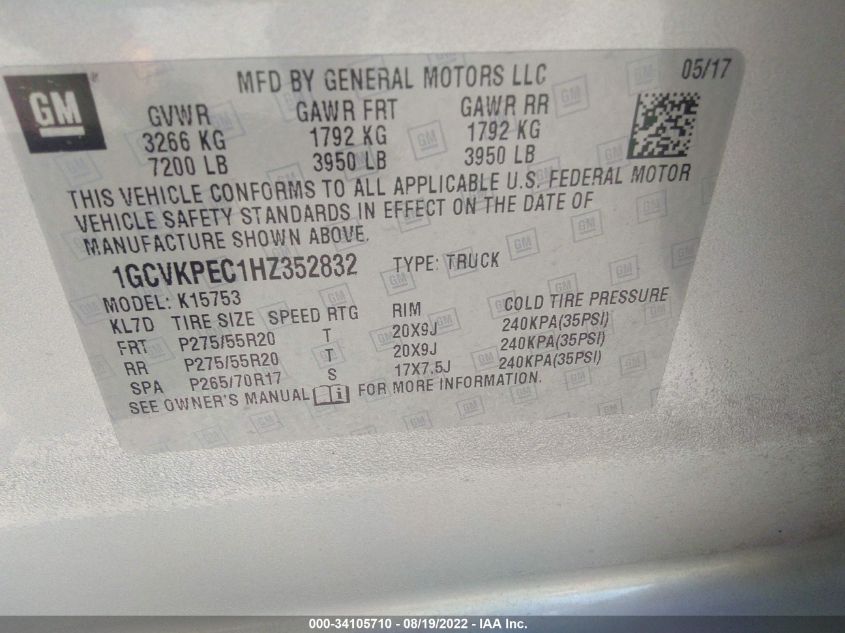 GM
MFD BY GENERAL MOTORS LLC 05/17
GVWR GAWR FRT GAWR RR
3266 KG 1792 KG 1792 KG
7200 LB 3950 LB 3950 LB
THIS VEHICLE CONFORMS TO ALL APPLICABLE U.S. FEDERAL MOTOR
VEHICLE SAFETY STANDARDS IN EFFECT ON THE DATE OF
MANUFACTURE SHOWN ABOVE.
1GCVKPEC1HZ352832 TYPE: TRUCK
MODEL: K15753
KL7D TIRE SIZE SPEED RTG RIM COLD TIRE PRESSURE
FRT P275/55R20 T 20X9J 240KPA(35PSI)
RR P275/55R20 T 20X9J 240KPA(35PSI)
SPA P265/70R17 S 17X7.5J 240KPA(35PSI)
SEE OWNER'S MANUAL FOR MORE INFORMATION.
000-34105710 - 08/19/2022 - IAA Inc.